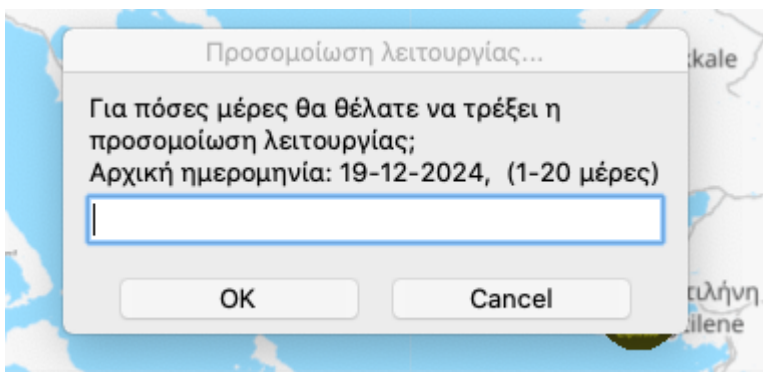 Προσομοίωση λειτουργίας...
kale
Για πόσες μέρες θα θέλατε να τρέξει η
προσομοίωση λειτουργίας;
Αρχική ημερομηνία: 19-12-2024, (1-20 μέρες)
OK
Cancel
τιλήνη
ilene